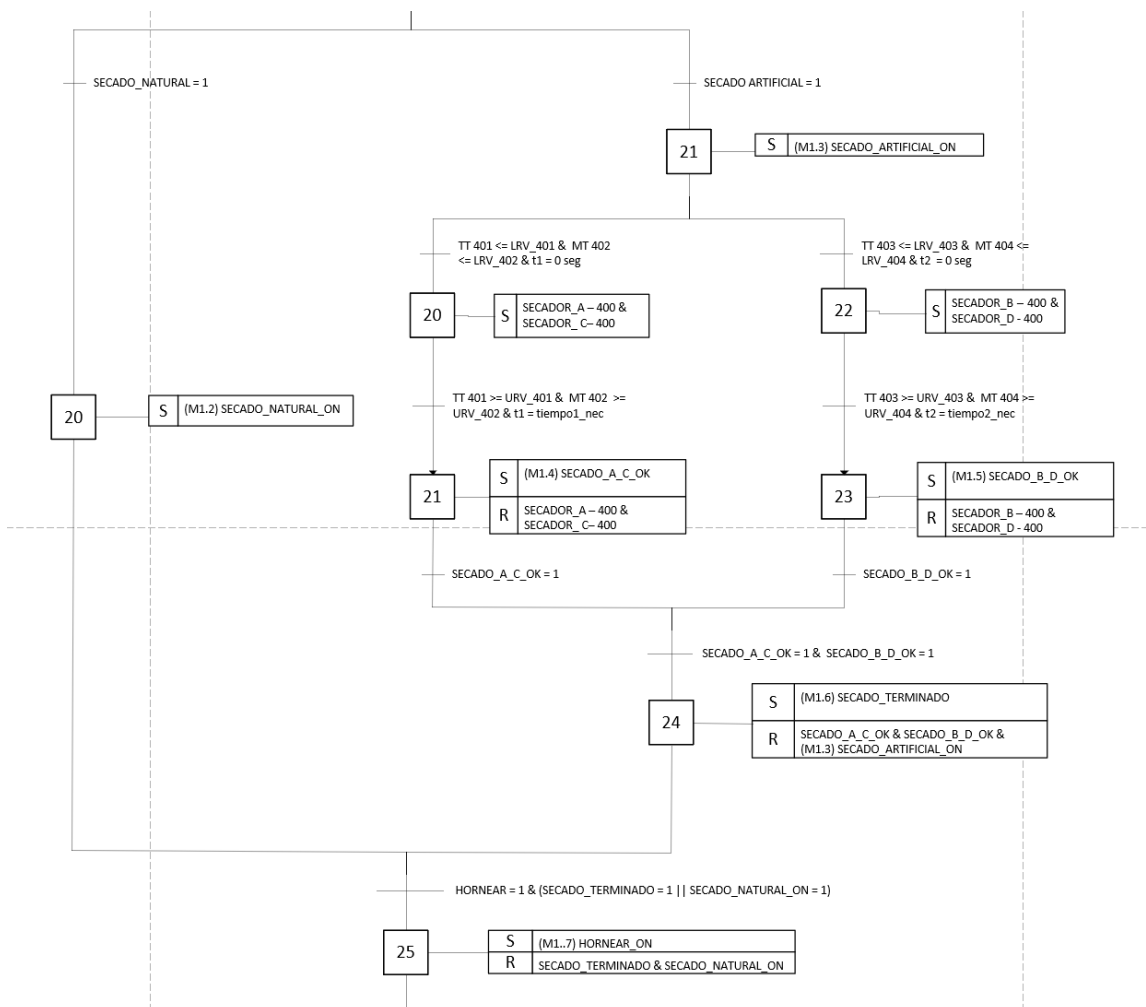 SECADO_NATURAL = 1
SECADO ARTIFICIAL = 1
21
S
(M1.3) SECADO_ARTIFICIAL_ON
TT 401 <= LRV_401 & MT 402
<= LRV_402 & t1 = 0 seg
TT 403 <= LRV_403 & MT 404 <=
LRV_404 & t2 = 0 seg
20
S
SECADOR_A – 400 &
SECADOR_ C– 400
22
S
SECADOR_B – 400 &
SECADOR_D - 400
20
S
(M1.2) SECADO_NATURAL_ON
TT 401 >= URV_401 & MT 402 >=
URV_402 & t1 = tiempo1_nec
TT 403 >= URV_403 & MT 404 >=
URV_404 & t2 = tiempo2_nec
21
S
(M1.4) SECADO_A_C_OK
R
SECADOR_A – 400 &
SECADOR_ C– 400
23
S
(M1.5) SECADO_B_D_OK
R
SECADOR_B – 400 &
SECADOR_D - 400
SECADO_A_C_OK = 1
SECADO_B_D_OK = 1
SECADO_A_C_OK = 1 & SECADO_B_D_OK = 1
24
S
(M1.6) SECADO_TERMINADO
R
SECADO_A_C_OK & SECADO_B_D_OK &
(M1.3) SECADO_ARTIFICIAL_ON
HORNEAR = 1 & (SECADO_TERMINADO = 1 || SECADO_NATURAL_ON = 1)
25
S
(M1..7) HORNEAR_ON
R
SECADO_TERMINADO & SECADO_NATURAL_ON